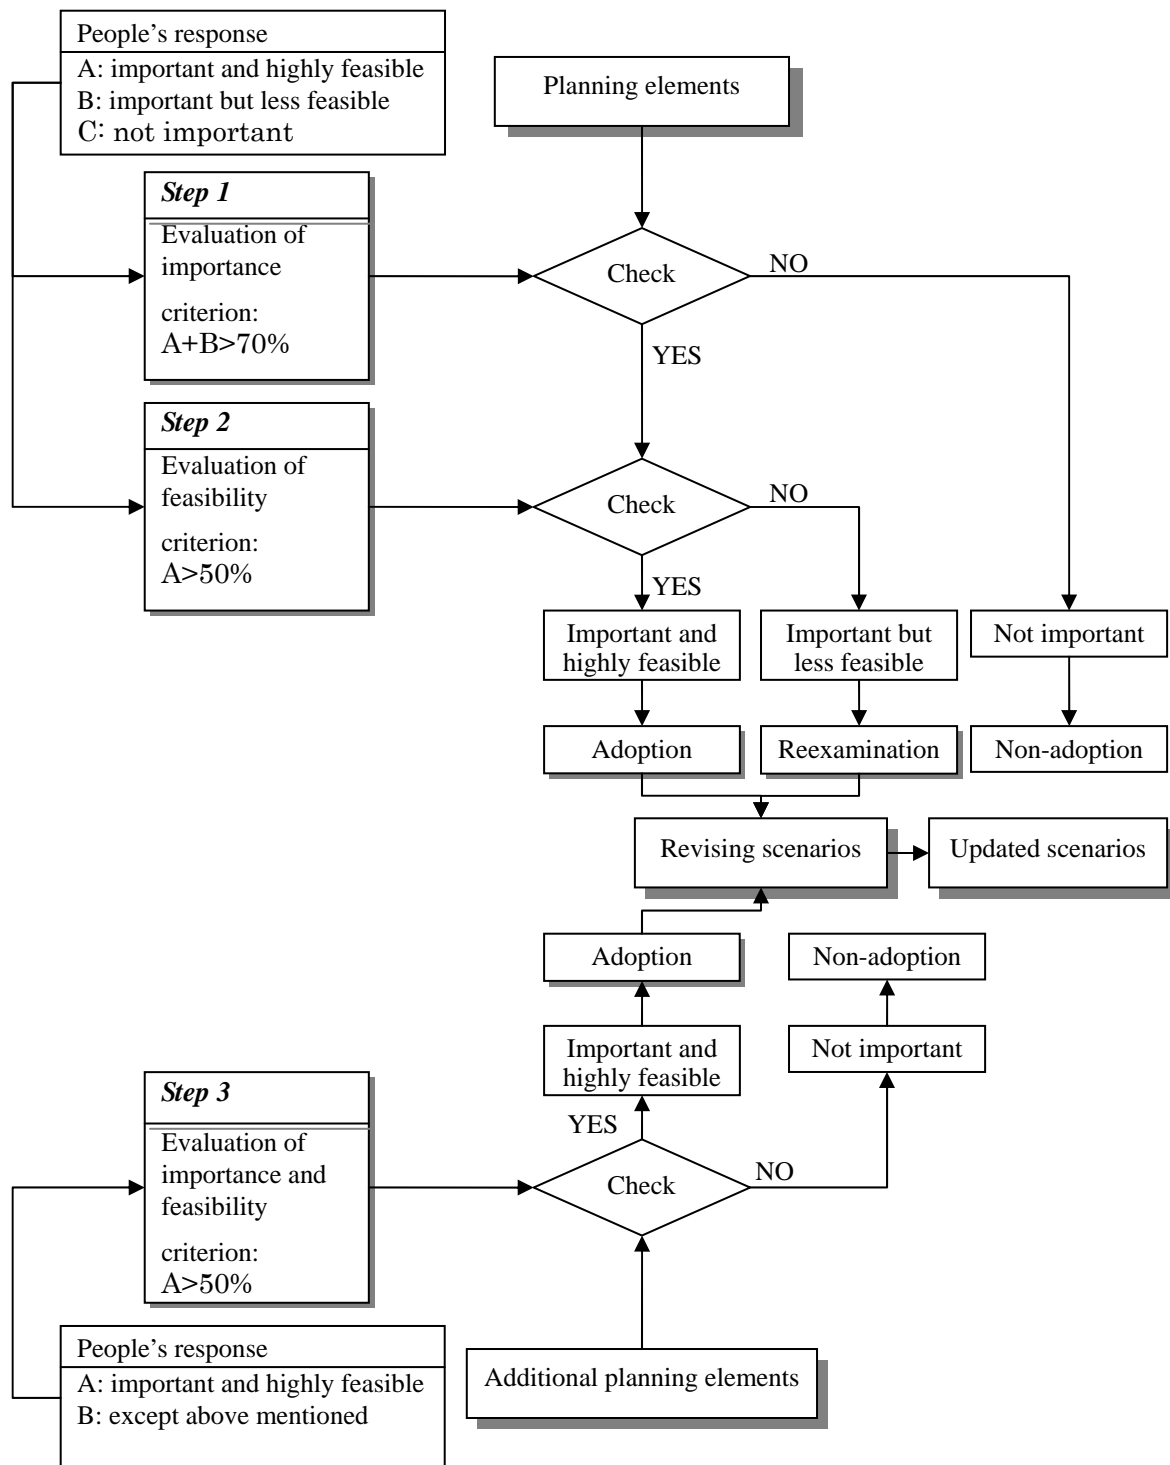 People's response
A: important and highly feasible
B: important but less feasible
C: not important
Planning elements
Step 1
Evaluation of
importance
criterion:
A+B>70%
Check
NO
YES
Step 2
Evaluation of
feasibility
criterion:
A>50%
Check
NO
YES
Important and
highly feasible
Important but
less feasible
Not important
Adoption
Reexamination
Non-adoption
Revising scenarios
Updated scenarios
Adoption
Non-adoption
Important and
highly feasible
Not important
Step 3
Evaluation of
importance and
feasibility
criterion:
A>50%
YES
Check
NO
People's response
A: important and highly feasible
B: except above mentioned
Additional planning elements